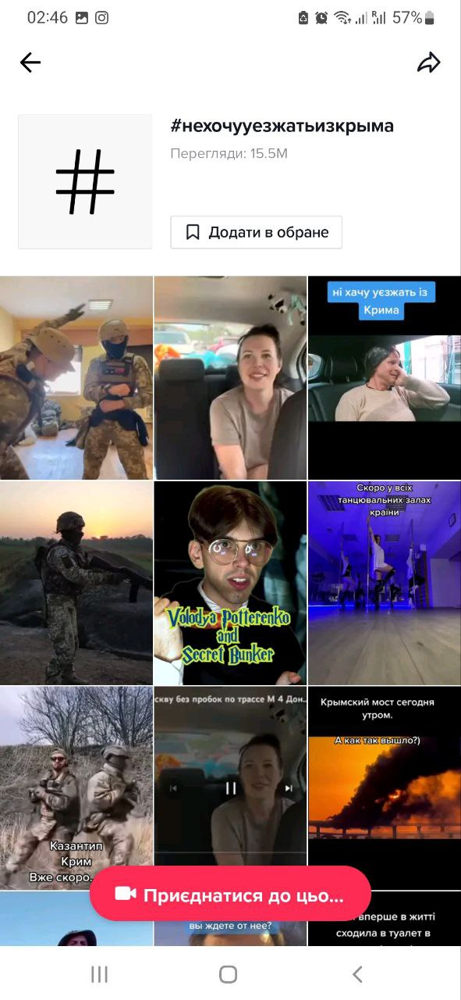 02:46
57%
#нехочууезжатьизкрыма
Перегляди: 15.5M
Додати в обране
ні хачу уєзжать із
Крима
Скоро у всіх
танцювальних залах
країни
Volodya Potterenko
and
Secret Bunker
скву без пробок по трассе М 4 Дон..
Крымский мост сегодня
утром.
А как так вышло?)
Казантип
Крим
Вже скоро..
Приєднатися до цьо...
вы ждете от нее?
вперше в житті
сходила в туалет в